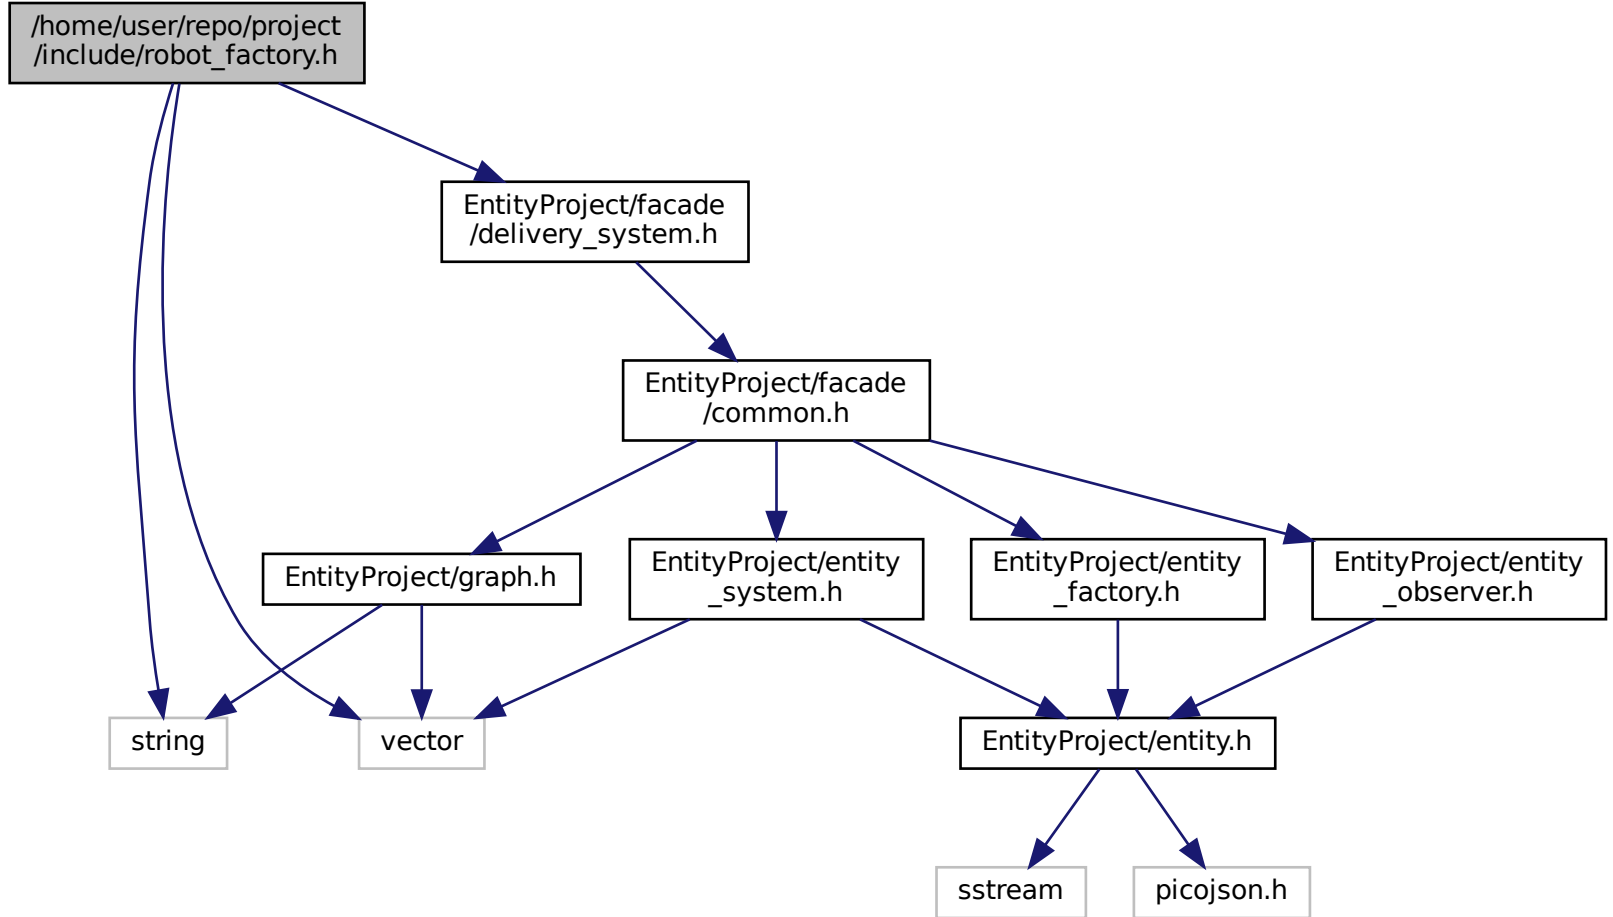 /home/user/repo/project
/include/robot_factory.h
EntityProject/facade
/delivery_system.h
EntityProject/facade
/common.h
EntityProject/graph.h
EntityProject/entity
_system.h
EntityProject/entity
_factory.h
EntityProject/entity
_observer.h
string
vector
EntityProject/entity.h
sstream
picojson.h